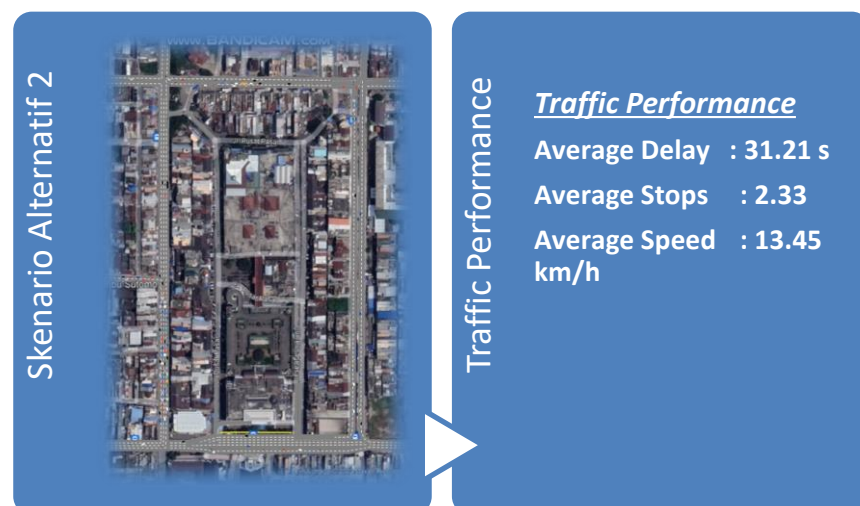 Skenario Alternatif 2
WWW.BANDICAM.COM
Traffic Performance
Traffic Performance
Average Delay : 31.21 s
Average Stops : 2.33
Average Speed : 13.45
km/h